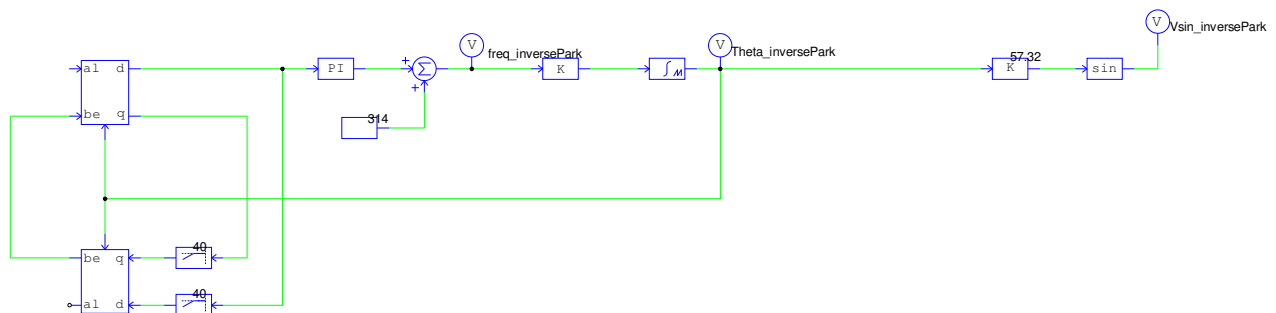 V
Vsin_inversePark
V
freq_inversePark
V
Theta_inversePark
al d
PI
+
Σ
K
∫M
57.32
K
sin
+
be q
314
40
be q
40
al d